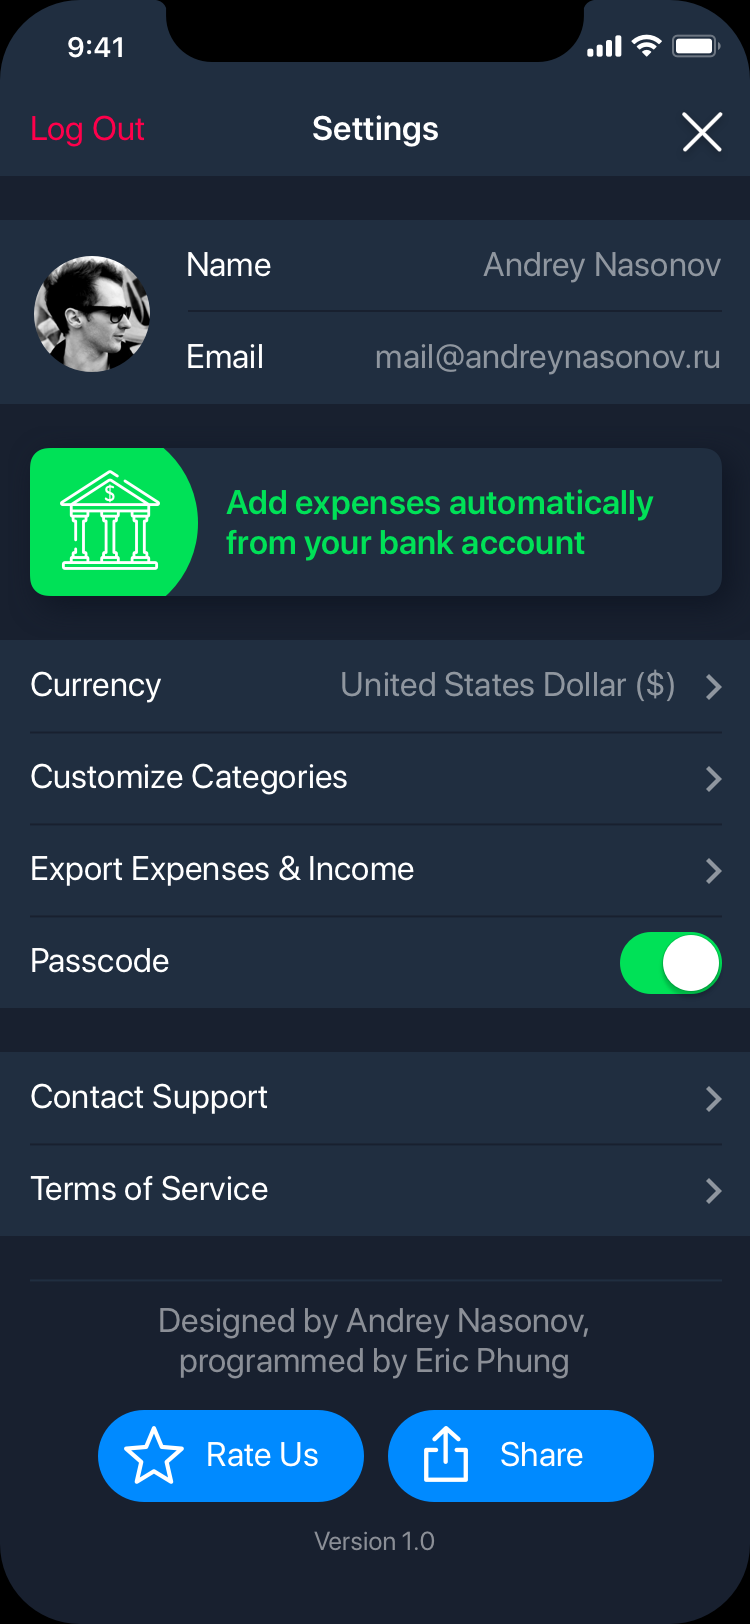 9:41
Log Out
Settings
Name
Andrey Nasonov
Email
mail@andreynasonov.ru
$
Add expenses automatically
from your bank account
Currency
United States Dollar ($)
Customize Categories
Export Expenses & Income
Passcode
Contact Support
Terms of Service
Designed by Andrey Nasonov,
programmed by Eric Phung
Rate Us
Share
Version 1.0